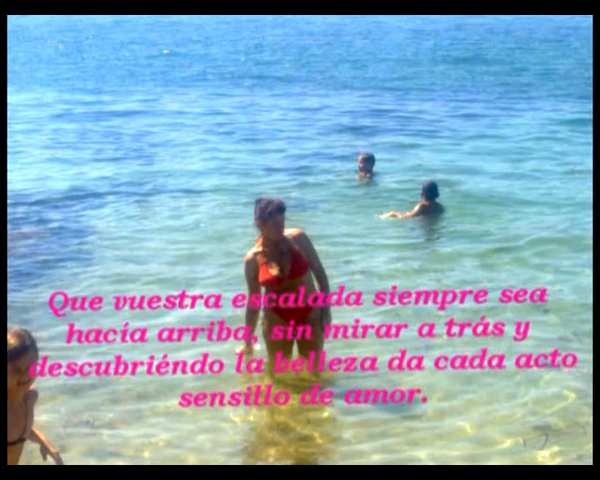 Que vuestra escalada siempre sea
hacía arriba, sin mirar a trás y
descubriéndo la belleza da cada acto
sensillo de amor.